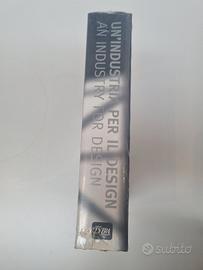 UN'INDUSTRIA PER IL DESIGN
AN INDUSTRY FOR DESIGN
subito